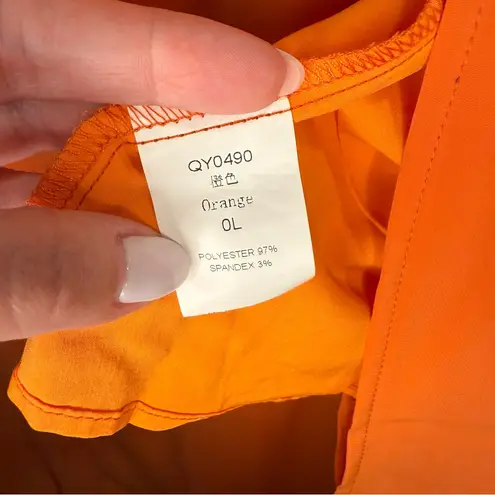 QY0490
橙色
Orange
0L
POLYESTER 97%
SPANDEX 3%